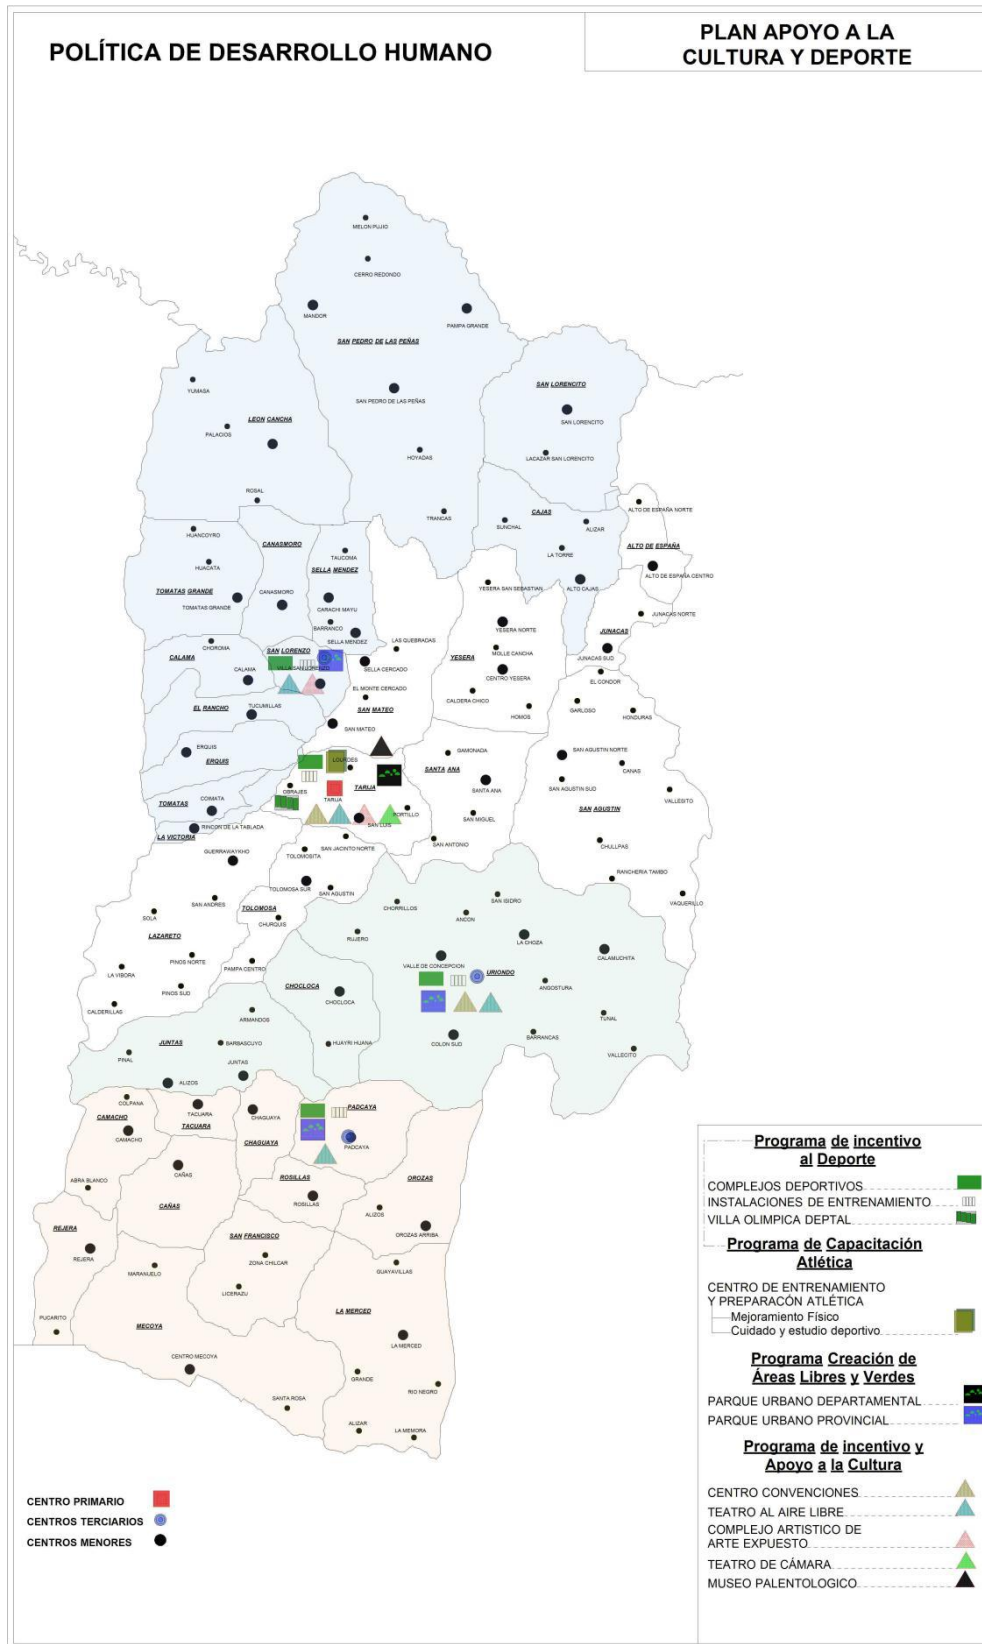 POLÍTICA DE DESARROLLO HUMANO
PLAN APOYO A LA
CULTURA Y DEPORTE
MELON PUJIO
CERRO REDONDO
MANDOR
PAMPA GRANDE
SAN PEDRO DE LAS PEÑAS
YUMASA
SAN LORENCITO
SAN PEDRO DE LAS PEÑAS
LEON CANCHA
SAN LORENCITO
PALACIOS
HOYADAS
LACAZAR SAN LORENCITO
ROSAL
TRANCAS
CAJAS
ALTO DE ESPAÑA NORTE
SUNCHAL
ALIZAR
HUANCOYRO
CANASMORO
TAUCOMA
LA TORRE
ALTO DE ESPAÑA
HUACATA
SELLA MENDEZ
ALTO DE ESPAÑA CENTRO
TOMATAS GRANDE
CANASMORO
YESERA SAN SEBASTIAN
ALTO CAJAS
TOMATAS GRANDE
CARACHI MAYU
JUNACAS NORTE
BARRANCO
YESERA NORTE
JUNACAS
CHOROMA
SELLA MENDEZ
LAS QUEBRADAS
MOLLE CANCHA
SAN LORENZO
CALAMA
YESERA
JUNACAS SUD
VILLA SAN LORENZO
SELLA CERCADO
CENTRO YESERA
EL CONDOR
CALAMA
EL MONTE CERCADO
CALDERA CHICO
EL RANCHO
TUCUMILLAS
SAN MATEO
HOMOS
GARLOSO
HONDURAS
SAN MATEO
ERQUIS
GAMONADA
SAN AGUSTIN NORTE
ERQUIS
LOURDES
SANTA ANA
CANAS
OBRAJES
TARIJA
SANTA ANA
SAN AGUSTIN SUD
VALLESITO
TOMATAS
COIMATA
TARIJA
PORTILLO
SAN MIGUEL
SAN AGUSTIN
RINCON DE LA TABLADA
SAN LUIS
LA VICTORIA
SAN ANTONIO
GUERRAWAYKHO
TOLOMOSITA
SAN JACINTO NORTE
CHULLPAS
RANCHERIA TAMBO
TOLOMOSA SUR
SAN AGUSTIN
SAN ANDRES
CHORRILLOS
SAN ISIDRO
VAQUERILLO
SOLA
TOLOMOSA
CHURQUIS
ANCON
LAZARETO
RUJERO
LA CHOZA
CALAMUCHITA
PINOS NORTE
PAMPA CENTRO
VALLE DE CONCEPCION
LA VIBORA
URIONDO
PINOS SUD
CHOCLOCA
ANGOSTURA
CALDERILLAS
CHOCLOCA
ARMANDOS
TUNAL
JUNTAS
BARBASCUYO
HUAYRI HUANA
COLON SUD
BARRANCAS
PINAL
JUNTAS
VALLECITO
ALIZOS
COLPANA
CAMACHO
TACUARA
CHAGUAYA
PADCAYA
CAMACHO
TACUARA
CHAGUAYA
PADCAYA
CAÑAS
ABRA BLANCO
CAÑAS
ROSILLAS
OROZAS
ROSILLAS
ALIZOS
REJERA
SAN FRANCISCO
OROZAS ARRIBA
REJERA
ZONA CHILCAR
MARANUELO
GUAYAVILLAS
LICERAZU
LA MERCED
PUCARITO
MECOYA
LA MERCED
CENTRO MECOYA
GRANDE
RIO NEGRO
SANTA ROSA
ALIZAR
LA MEMORA
CENTRO PRIMARIO
CENTROS TERCIARIOS
CENTROS MENORES
Programa de incentivo
al Deporte
COMPLEJOS DEPORTIVOS
INSTALACIONES DE ENTRENAMIENTO
VILLA OLIMPICA DEPTAL
Programa de Capacitación
Atlética
CENTRO DE ENTRENAMIENTO
Y PREPARACÓN ATLÉTICA
Mejoramiento Físico
Cuidado y estudio deportivo
Programa Creación de
Áreas Libres y Verdes
PARQUE URBANO DEPARTAMENTAL
PARQUE URBANO PROVINCIAL
Programa de incentivo y
Apoyo a la Cultura
CENTRO CONVENCIONES
TEATRO AL AIRE LIBRE
COMPLEJO ARTISTICO DE
ARTE EXPUESTO
TEATRO DE CÁMARA
MUSEO PALENTOLOGICO